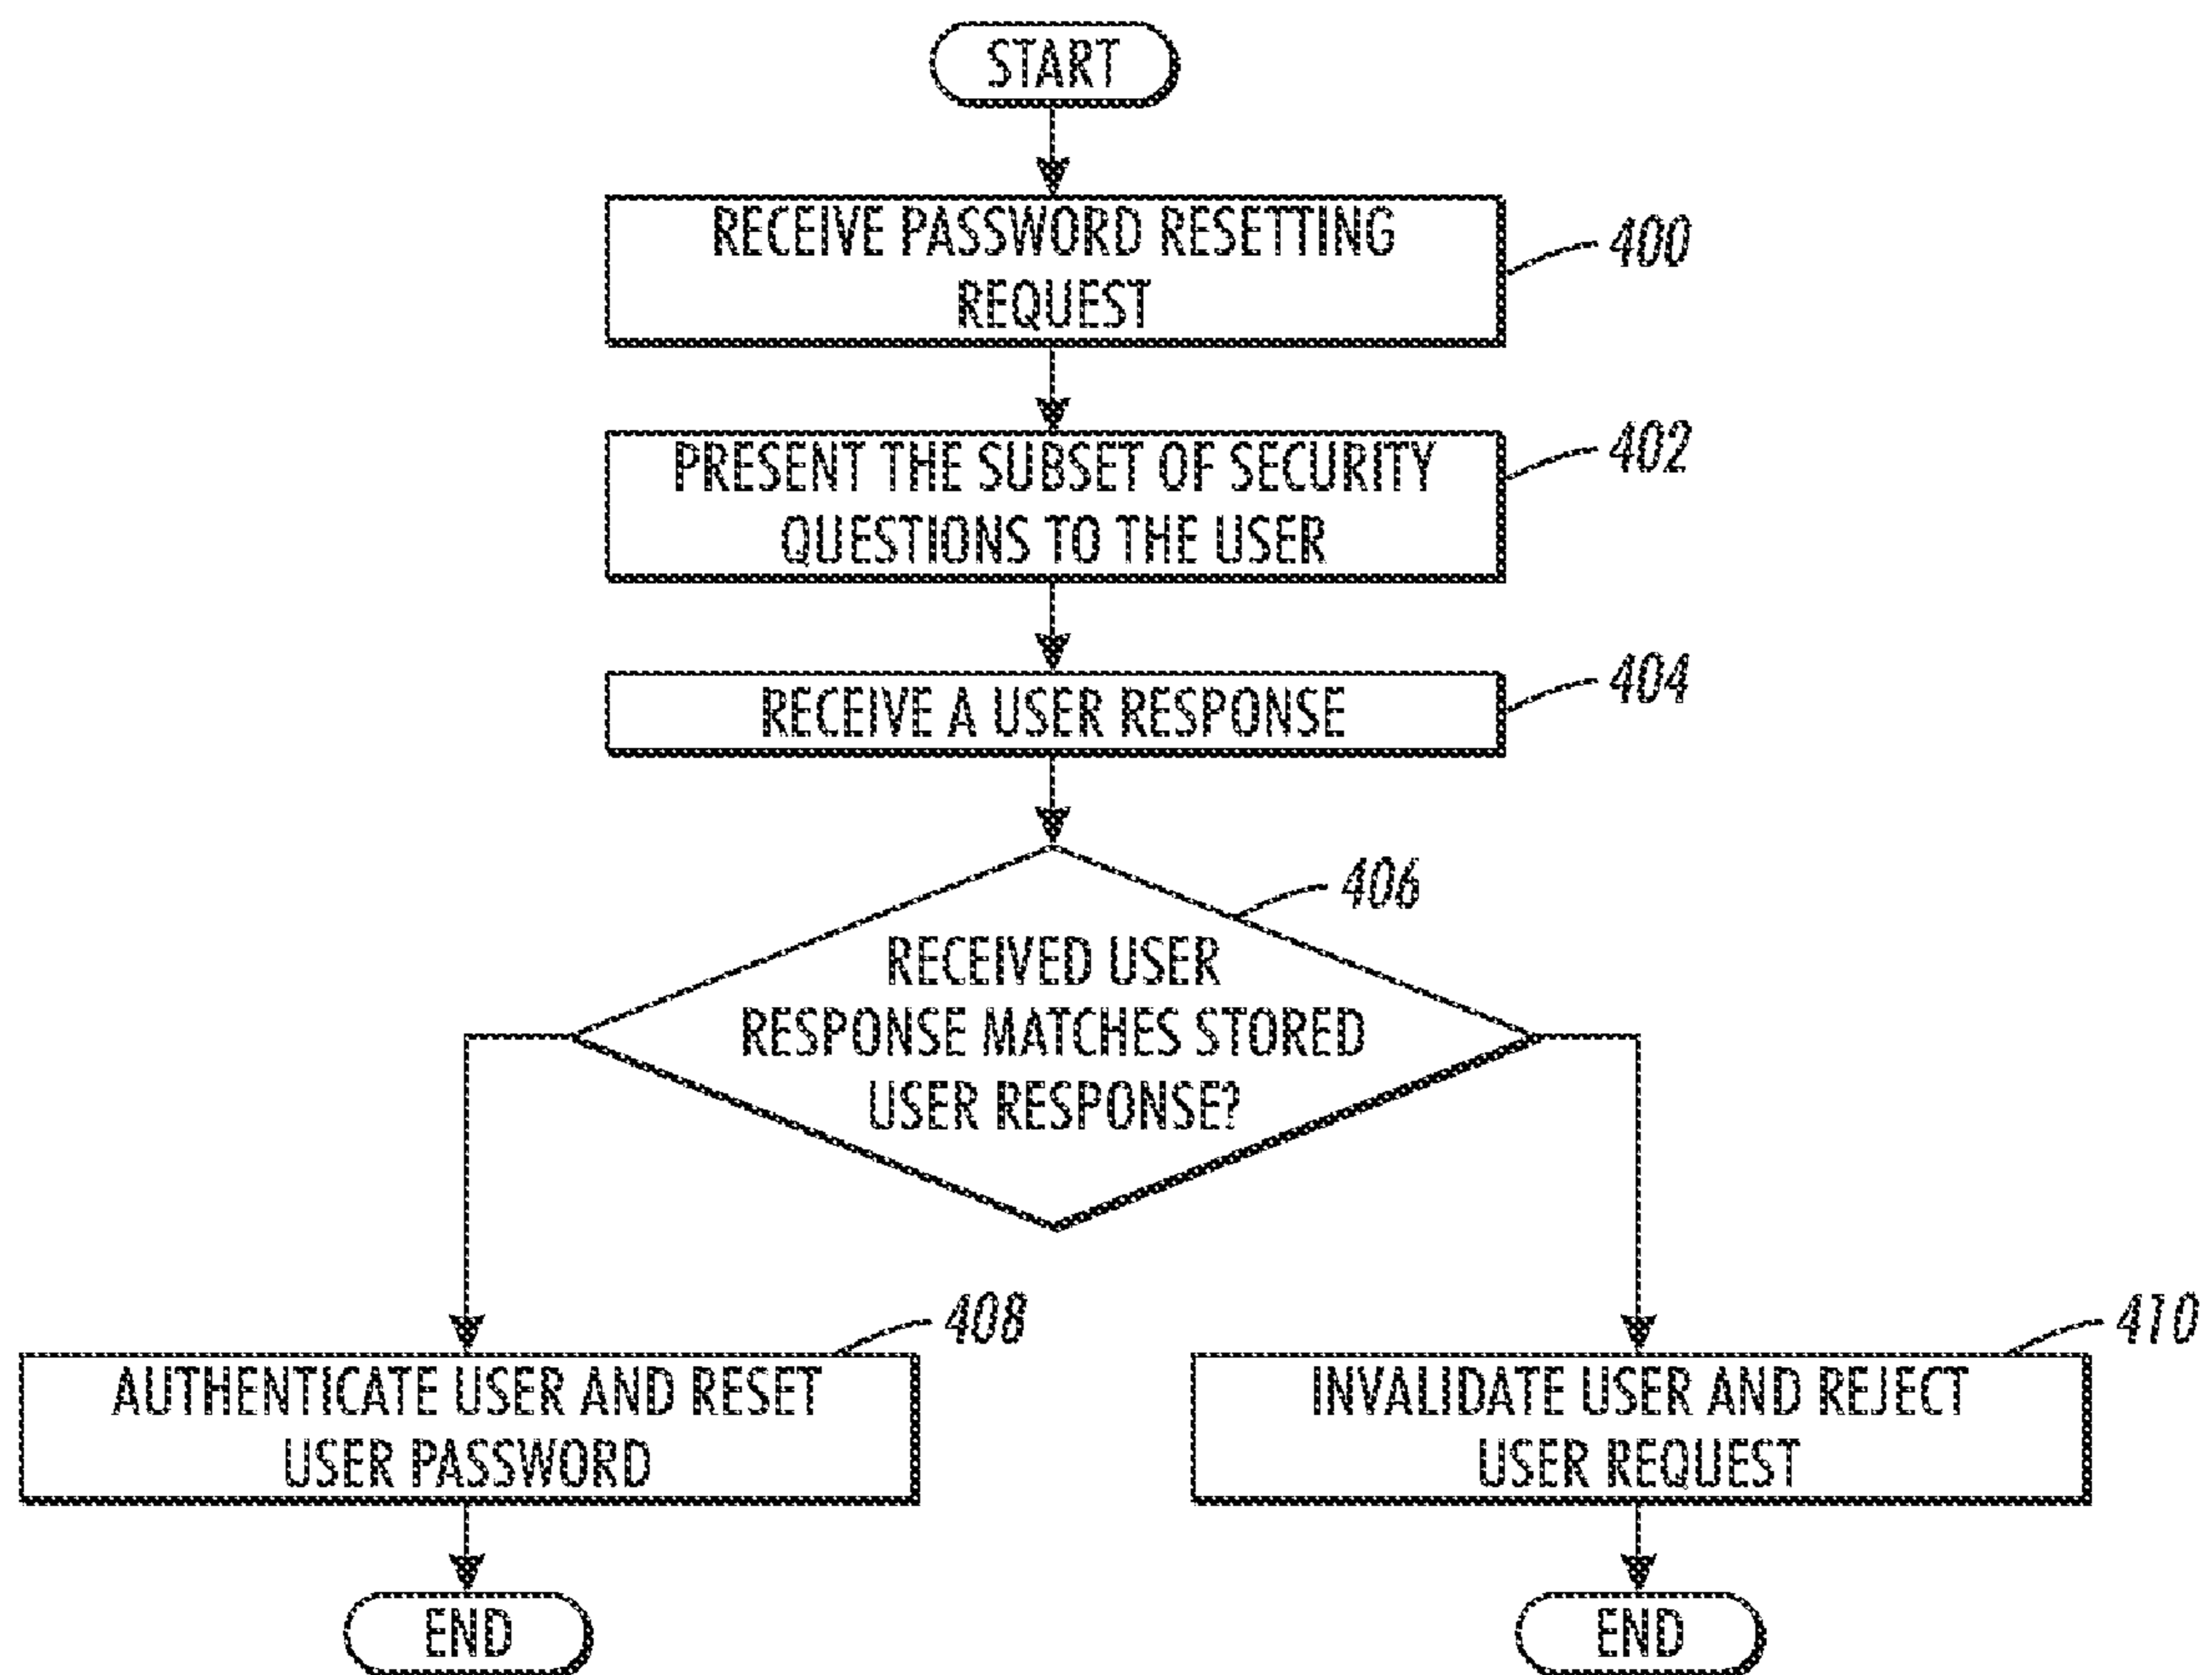 START
RECEIVE PASSWORD RESETTING
REQUEST
400
PRESENT THE SUBSET OF SECURITY
QUESTIONS TO THE USER
402
RECEIVE A USER RESPONSE
404
406
RECEIVED USER
RESPONSE MATCHES STORED
USER RESPONSE?
408
AUTHENTICATE USER AND RESET
USER PASSWORD
410
INVALIDATE USER AND REJECT
USER REQUEST
END
END